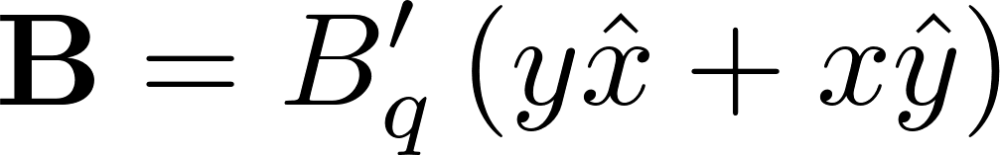 𝐁 = B′_q (yx̂ + xŷ)